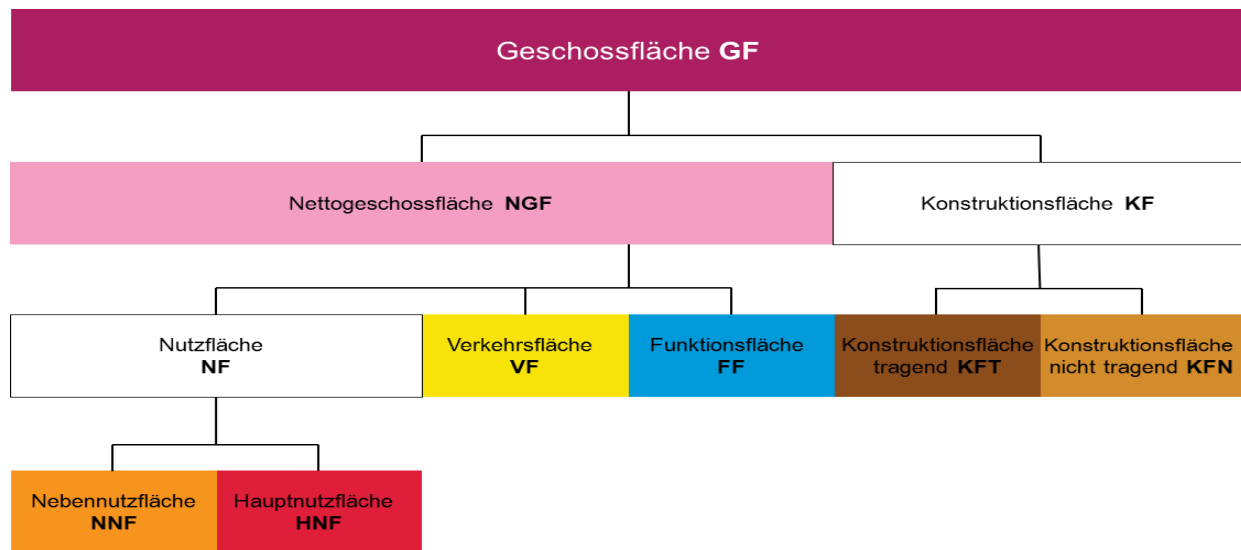 Geschossfläche GF
Nettogeschossfläche NGF
Konstruktionsfläche KF
Nutzfläche
NF
Verkehrsfläche
VF
Funktionsfläche
FF
Konstruktionsfläche
tragend KFT
Konstruktionsfläche
nicht tragend KFN
Nebennutzfläche
NNF
Hauptnutzfläche
HNF